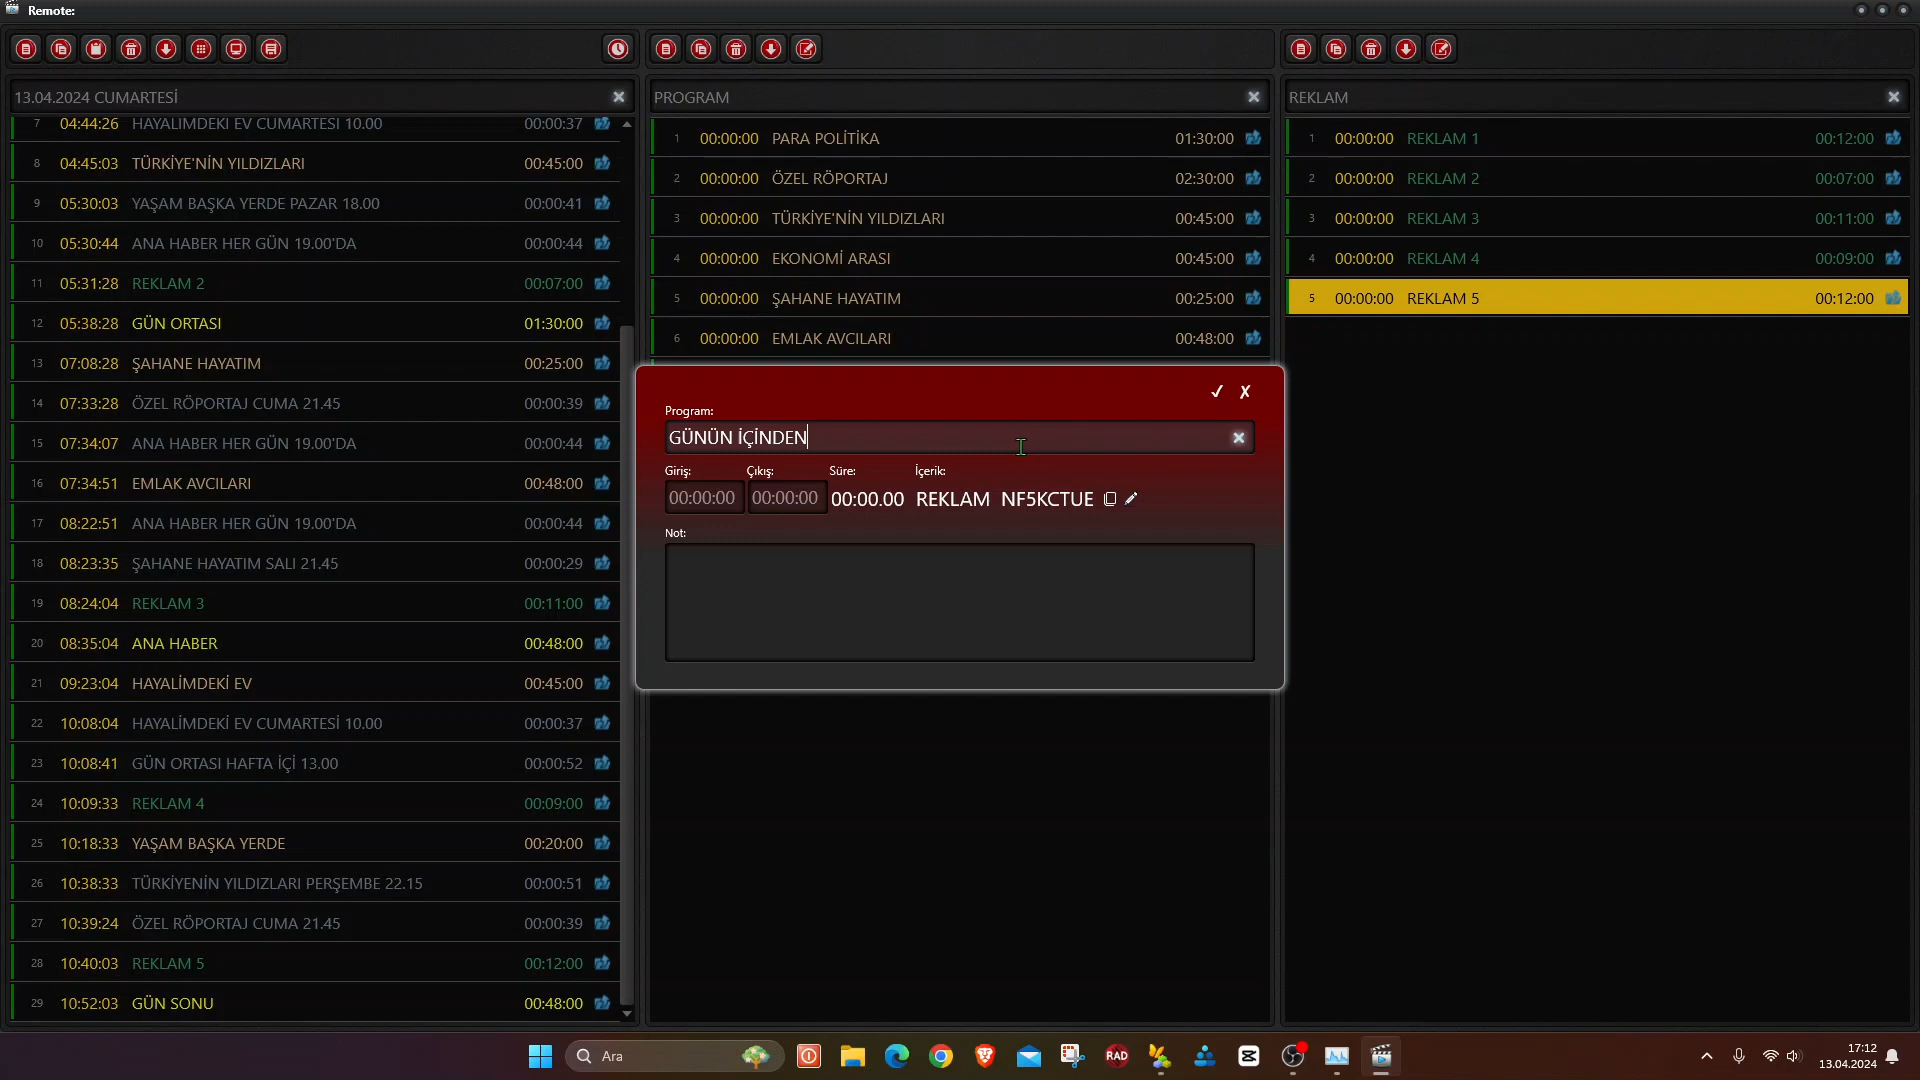 Remote:
13.04.2024 CUMARTESİ
7 04:44:26 HAYALIMDEKI EV CUMARTESI 10.00 00:00:37
8 04:45:03 TÜRKİYE'NİN YILDIZLARI 00:45:00
9 05:30:03 YAŞAM BAŞKA YERDE PAZAR 18.00 00:00:41
10 05:30:44 ANA HABER HER GÜN 19.00'DA 00:00:44
11 05:31:28 REKLAM 2 00:07:00
12 05:38:28 GÜN ORTASI 01:30:00
13 07:08:28 ŞAHANE HAYATIM 00:25:00
14 07:33:28 ÖZEL RÖPORTAJ CUMA 21.45 00:00:39
15 07:34:07 ANA HABER HER GÜN 19.00'DA 00:00:44
16 07:34:51 EMLAK AVCILARI 00:48:00
17 08:22:51 ANA HABER HER GÜN 19.00'DA 00:00:44
18 08:23:35 ŞAHANE HAYATIM SALI 21.45 00:00:29
19 08:24:04 REKLAM 3 00:11:00
20 08:35:04 ANA HABER 00:48:00
21 09:23:04 HAYALİMDEKİ EV 00:45:00
22 10:08:04 HAYALİMDEKİ EV CUMARTESİ 10.00 00:00:37
23 10:08:41 GÜN ORTASI HAFTA İÇİ 13.00 00:00:52
24 10:09:33 REKLAM 4 00:09:00
25 10:18:33 YAŞAM BAŞKA YERDE 00:20:00
26 10:38:33 TÜRKİYENİN YILDIZLARI PERŞEMBE 22.15 00:00:51
27 10:39:24 ÖZEL RÖPORTAJ CUMA 21.45 00:00:39
28 10:40:03 REKLAM 5 00:12:00
29 10:52:03 GÜN SONU 00:48:00
PROGRAM
1 00:00:00 PARA POLİTİKA 01:30:00
2 00:00:00 ÖZEL RÖPORTAJ 02:30:00
3 00:00:00 TÜRKİYE'NİN YILDIZLARI 00:45:00
4 00:00:00 EKONOMİ ARASI 00:45:00
5 00:00:00 ŞAHANE HAYATIM 00:25:00
6 00:00:00 EMLAK AVCILARI 00:48:00
REKLAM
1 00:00:00 REKLAM 1 00:12:00
2 00:00:00 REKLAM 2 00:07:00
3 00:00:00 REKLAM 3 00:11:00
4 00:00:00 REKLAM 4 00:09:00
5 00:00:00 REKLAM 5 00:12:00
Program:
GÜNÜN İÇİNDEN
Giriş: Çıkış: Süre: İçerik:
00:00:00 00:00:00 00:00.00 REKLAM NF5KCTUE
Not:
Ara
RAD
17:12
13.04.2024